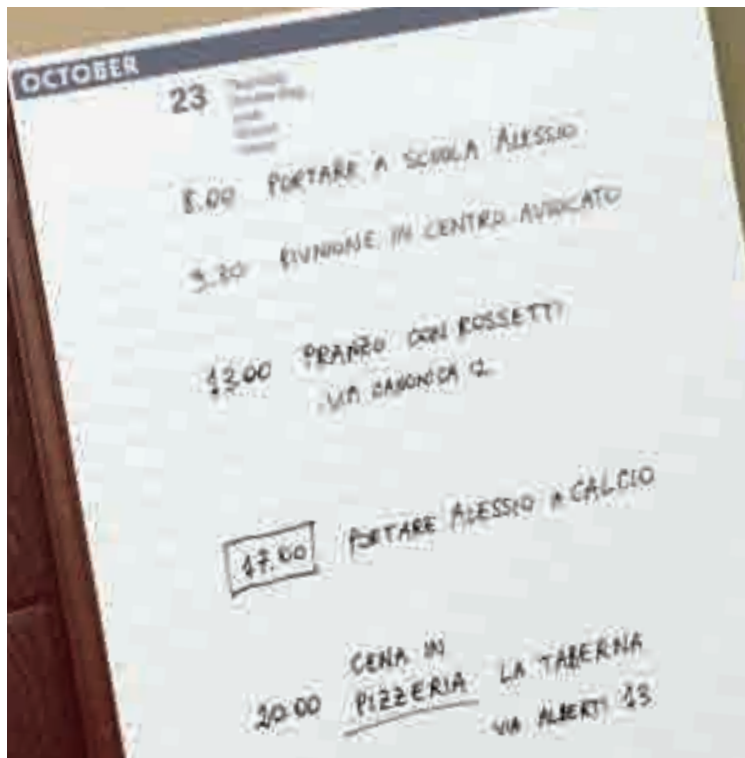 OCTOBER
23
8.00 PORTARE A SCUOLA ALESSIO
9.30 RIUNIONE IN CENTRO AVVOCATO
13.00 PRANZO CON ROSSETTI
VIA CANONICA 12
17.00 PORTARE ALESSIO A CALCIO
CENA IN
20.00 PIZZERIA LA TABERNA
VIA ALBERTI 13